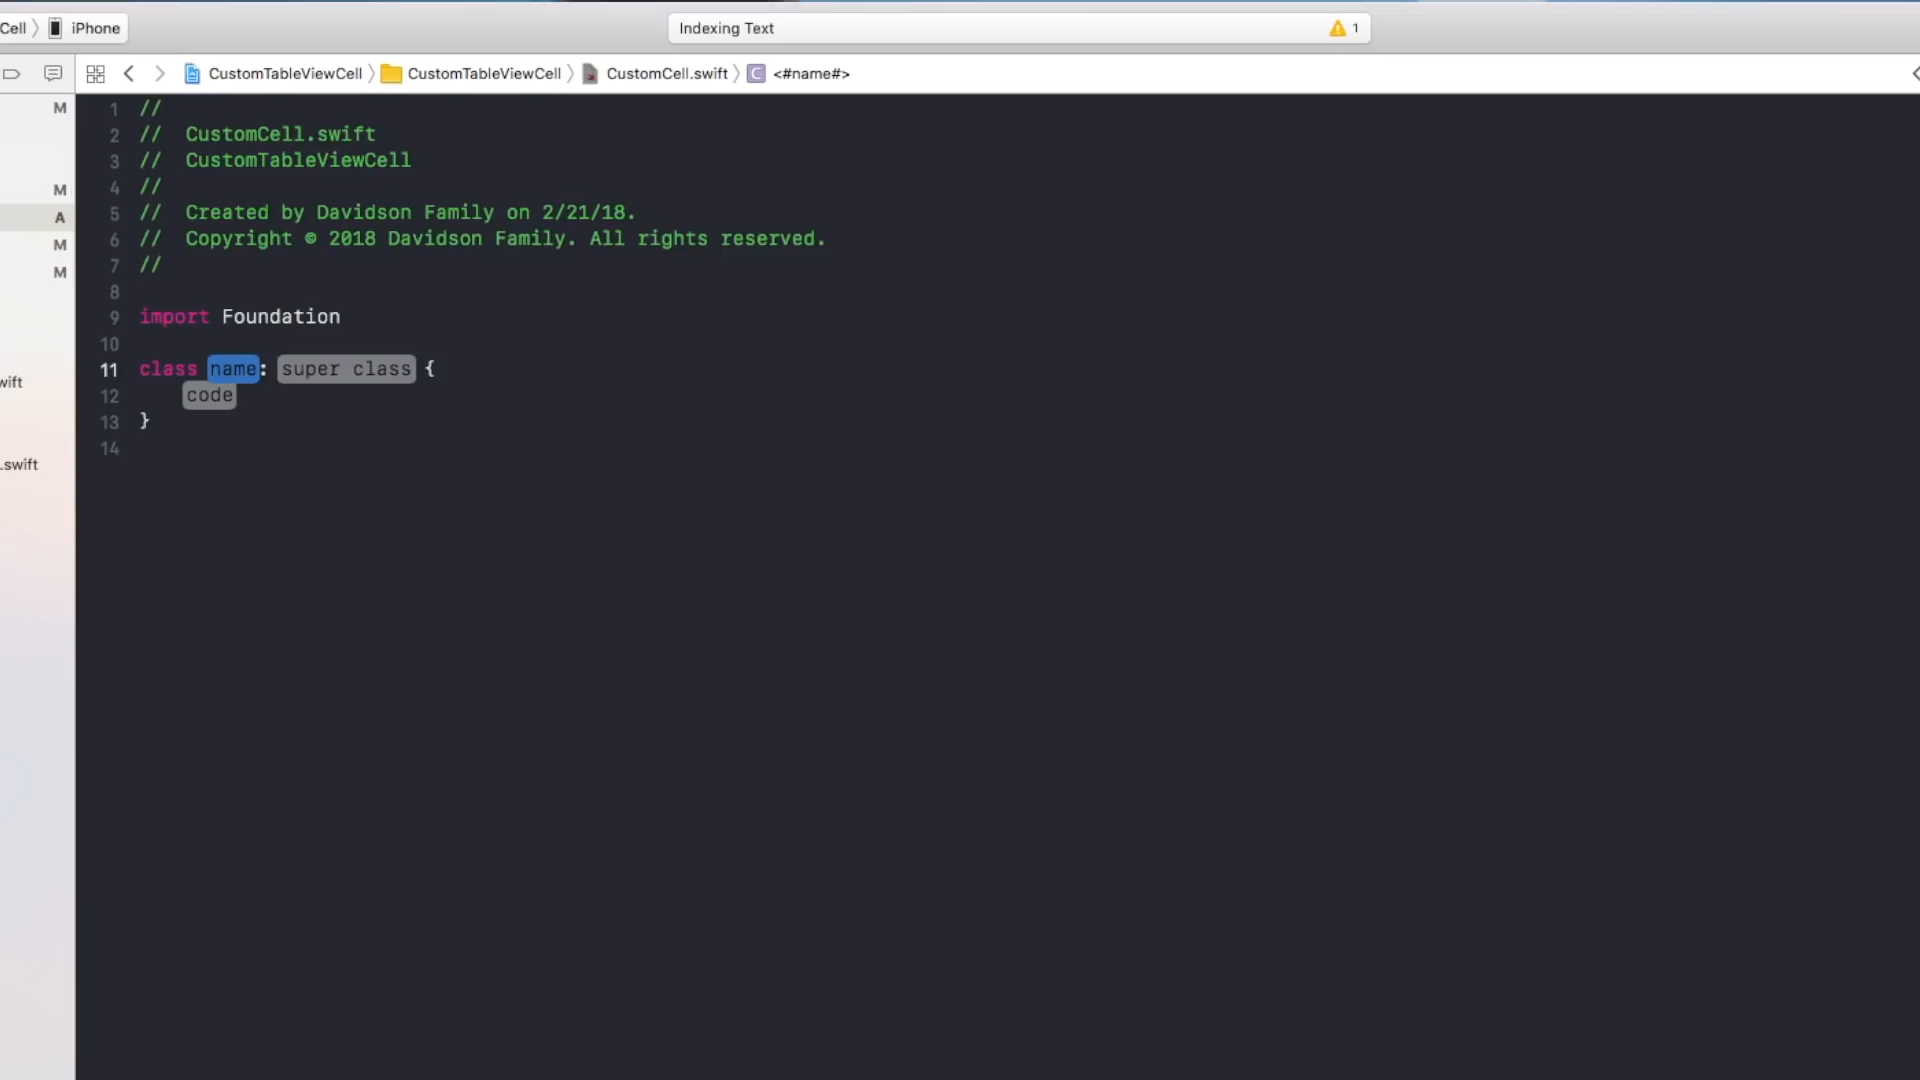 Cell 〉 iPhone
Indexing Text
1
CustomTableViewCell 〉 CustomTableViewCell 〉 CustomCell.swift 〉 C <#name#>
M
M
A
M
M
wift
.swift
1 //
2 //  CustomCell.swift
3 //  CustomTableViewCell
4 //
5 //  Created by Davidson Family on 2/21/18.
6 //  Copyright © 2018 Davidson Family. All rights reserved.
7 //
8
9 import Foundation
10
11 class name: super class {
12     code
13 }
14